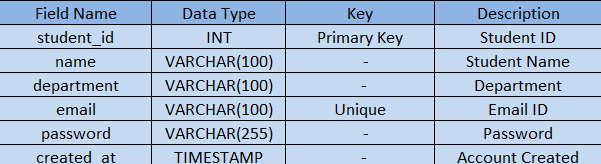 Field Name Data Type Key Description
student_id INT Primary Key Student ID
name VARCHAR(100) - Student Name
department VARCHAR(100) - Department
email VARCHAR(100) Unique Email ID
password VARCHAR(255) - Password
created_at TIMESTAMP - Account Created